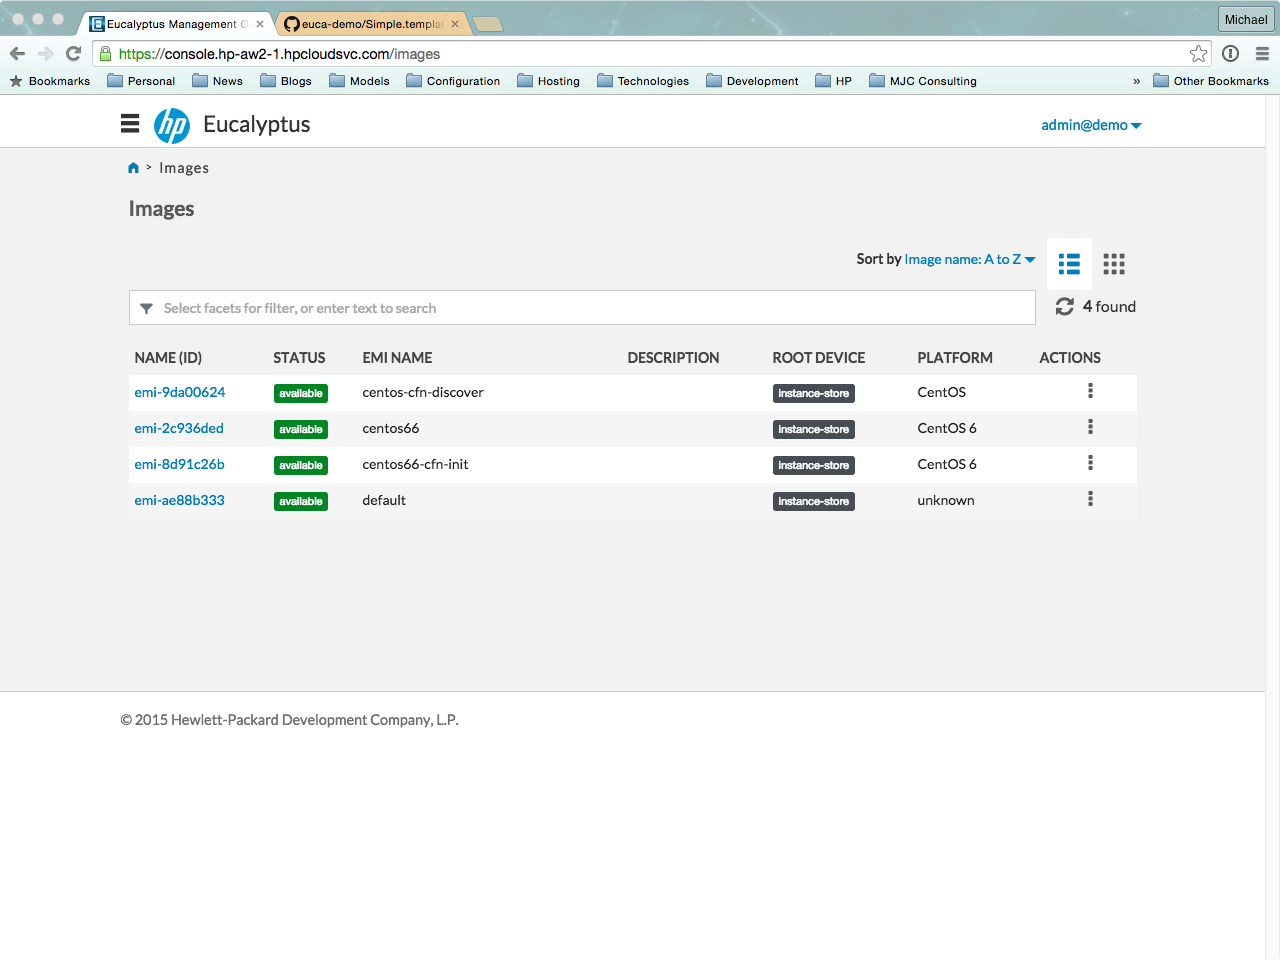 Eucalyptus Management C
euca-demo/Simple.templa
Michael
https://console.hp-aw2-1.hpcloudsvc.com/images
Bookmarks Personal News Blogs Models Configuration Hosting Technologies Development HP MJC Consulting » Other Bookmarks
hp Eucalyptus
admin@demo
> Images
Images
Sort by Image name: A to Z
Select facets for filter, or enter text to search
4 found
NAME (ID) STATUS EMI NAME DESCRIPTION ROOT DEVICE PLATFORM ACTIONS
emi-9da00624 available centos-cfn-discover instance-store CentOS
emi-2c936ded available centos66 instance-store CentOS 6
emi-8d91c26b available centos66-cfn-init instance-store CentOS 6
emi-ae88b333 available default instance-store unknown
© 2015 Hewlett-Packard Development Company, L.P.